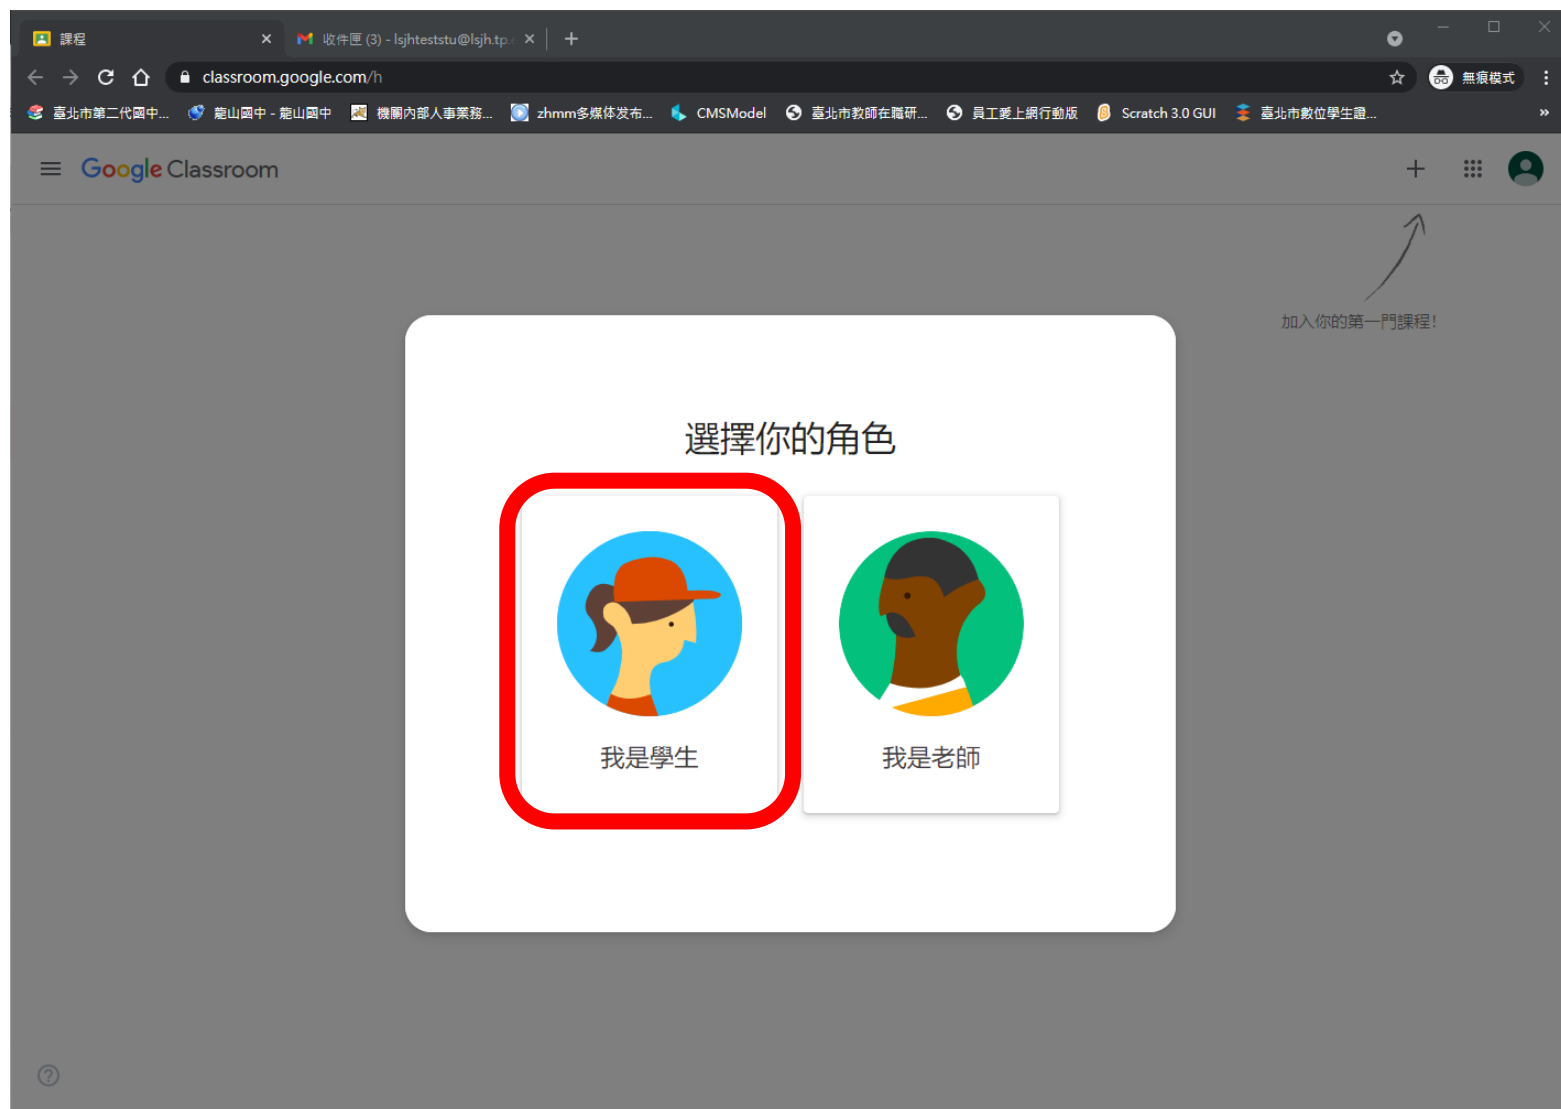 課程
收件匣 (3) - lsjhteststu@lsjh.tp.
classroom.google.com/h
無痕模式
臺北市第二代國中...
龍山國中 - 龍山國中
機關內部人事業務...
zhmm多媒体发布...
CMSModel
臺北市教師在職研...
員工愛上網行動版
Scratch 3.0 GUI
臺北市數位學生證...
Google Classroom
加入你的第一門課程!
選擇你的角色
我是學生
我是老師